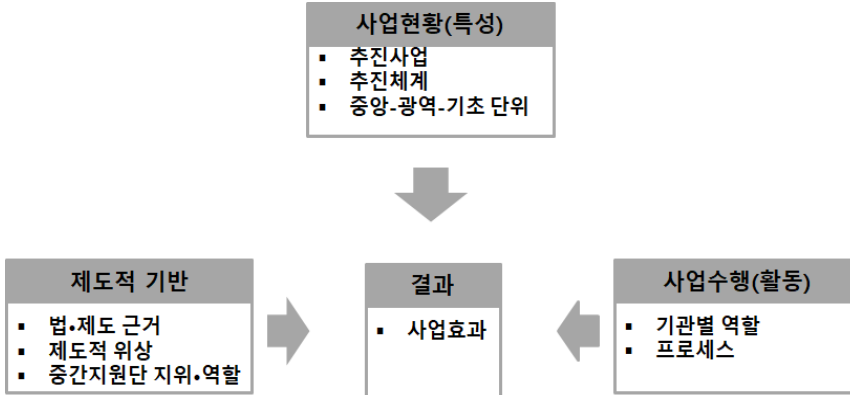 사업현황(특성)
▪ 추진사업
▪ 추진체계
▪ 중앙-광역-기초 단위
제도적 기반
▪ 법•제도 근거
▪ 제도적 위상
▪ 중간지원단 지위•역할
결과
▪ 사업효과
사업수행(활동)
▪ 기관별 역할
▪ 프로세스